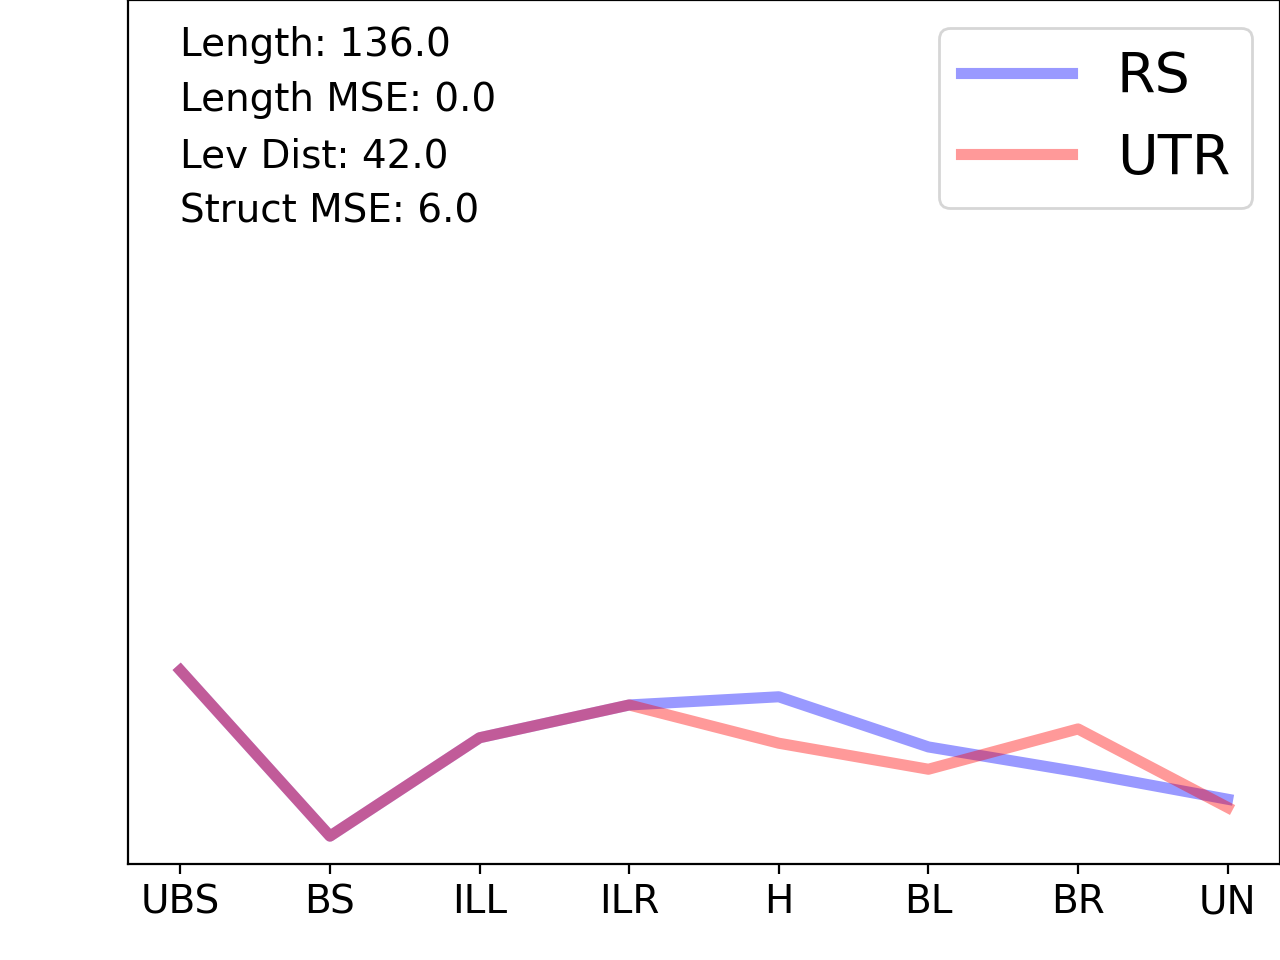 Length: 136.0
Length MSE: 0.0
Lev Dist: 42.0
Struct MSE: 6.0
RS
UTR
UBS BS ILL ILR H BL BR UN